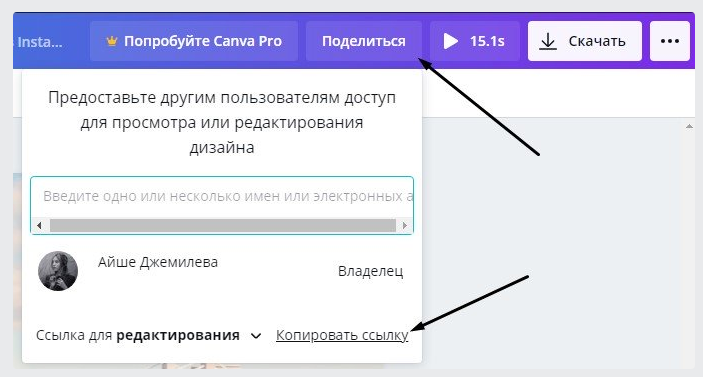 Insta...
Попробуйте Canva Pro
Поделиться
15.1s
Скачать
Предоставьте другим пользователям доступ
для просмотра или редактирования
дизайна
Введите одно или несколько имен или электронных а
Айше Джемилева
Владелец
Ссылка для редактирования
Копировать ссылку